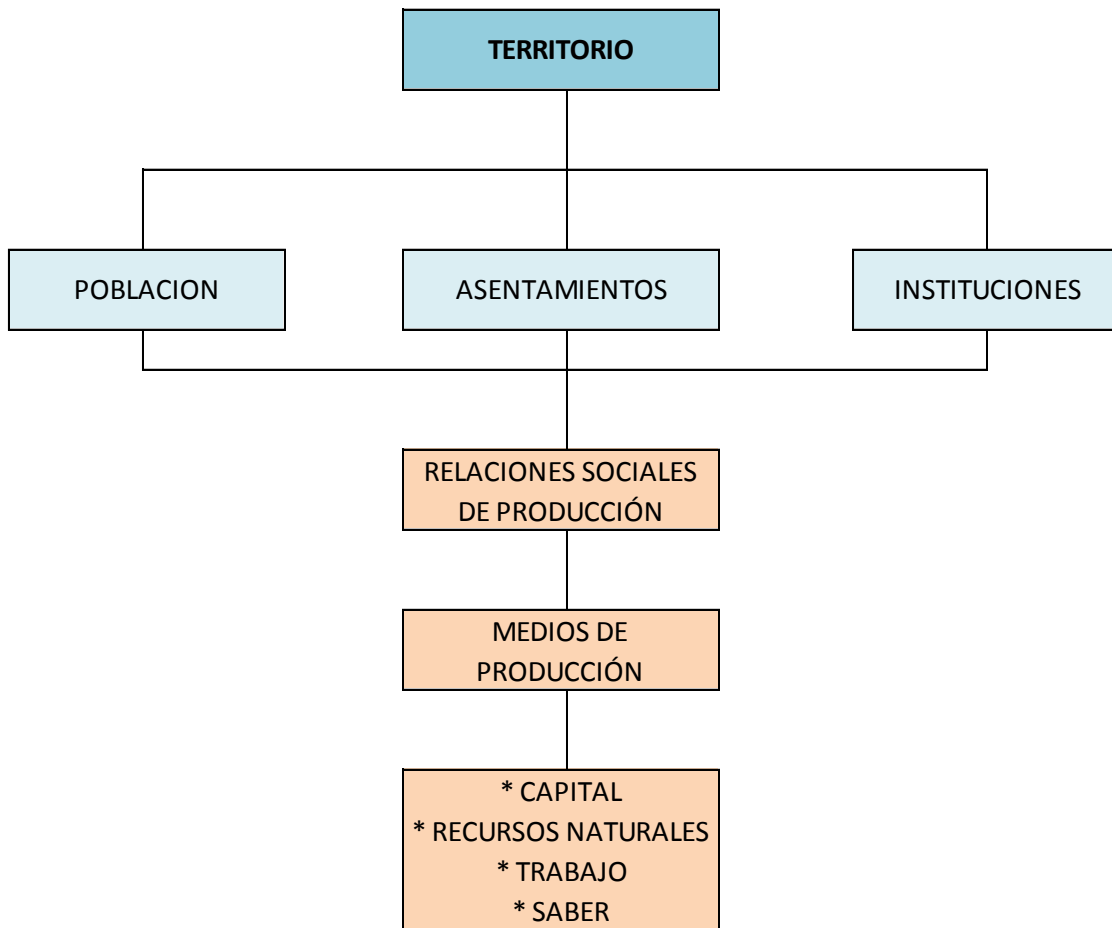 TERRITORIO
POBLACION
ASENTAMIENTOS
INSTITUCIONES
RELACIONES SOCIALES
DE PRODUCCIÓN
MEDIOS DE
PRODUCCIÓN
* CAPITAL
* RECURSOS NATURALES
* TRABAJO
* SABER